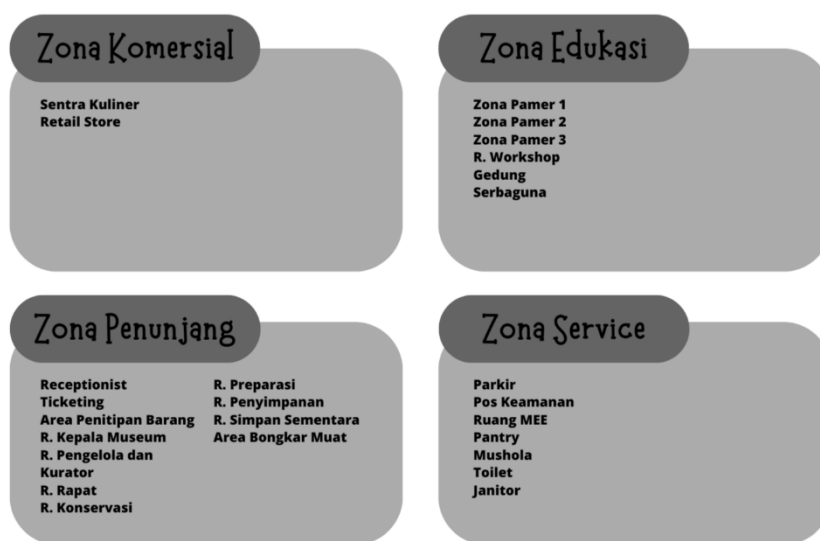 Zona Komersial
Sentra Kuliner
Retail Store
Zona Edukasi
Zona Pamer 1
Zona Pamer 2
Zona Pamer 3
R. Workshop
Gedung
Serbaguna
Zona Penunjang
Receptionist
Ticketing
Area Penitipan Barang
R. Kepala Museum
R. Pengelola dan
Kurator
R. Rapat
R. Konservasi
R. Preparasi
R. Penyimpanan
R. Simpan Sementara
Area Bongkar Muat
Zona Service
Parkir
Pos Keamanan
Ruang MEE
Pantry
Mushola
Toilet
Janitor